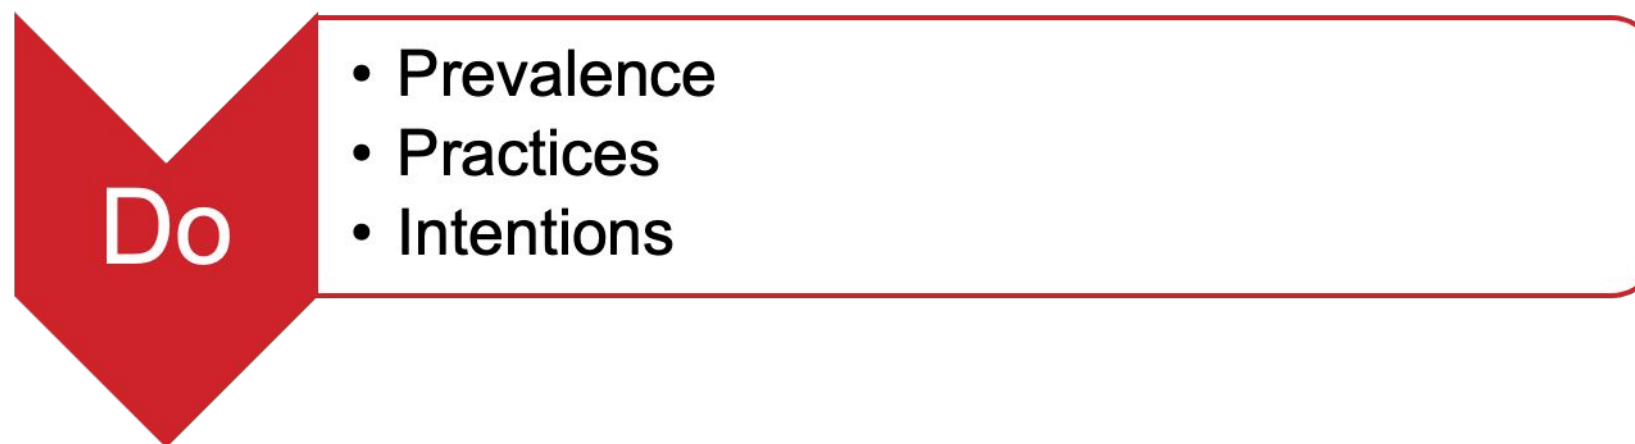 Do
• Prevalence
• Practices
• Intentions